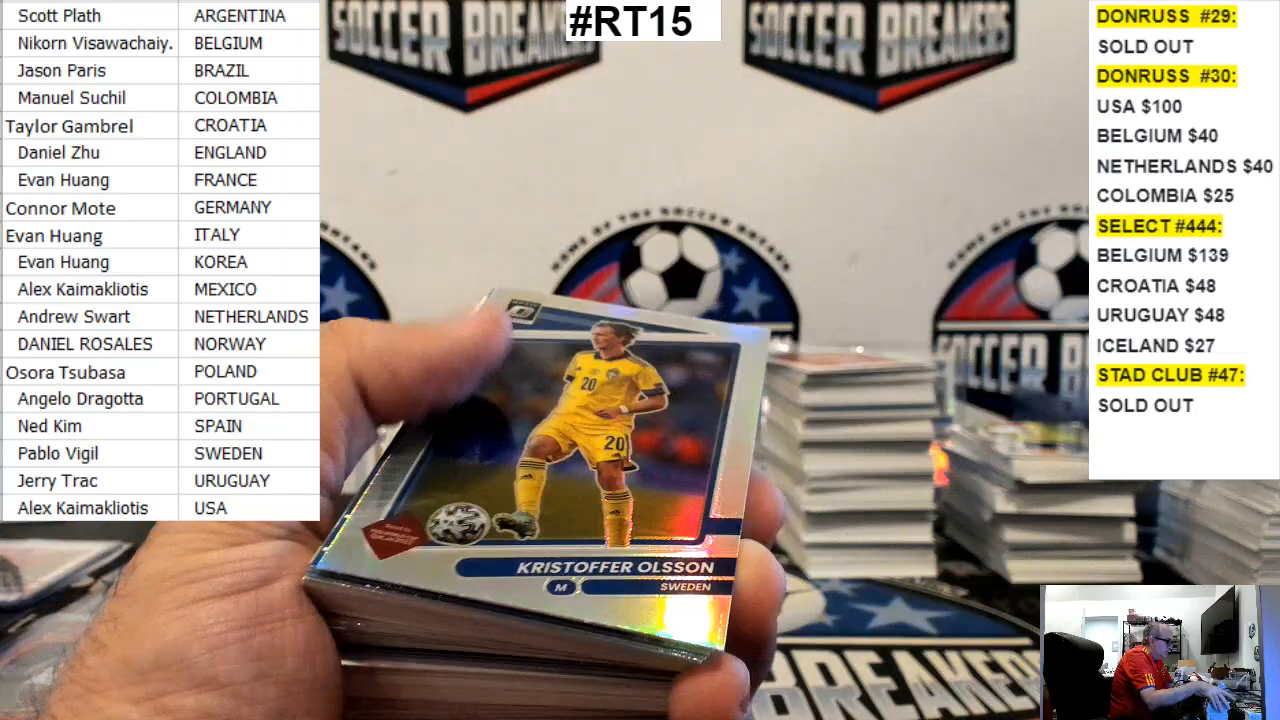 Scott Plath ARGENTINA
Nikorn Visawachaiy. BELGIUM
Jason Paris BRAZIL
Manuel Suchil COLOMBIA
Taylor Gambrel CROATIA
Daniel Zhu ENGLAND
Evan Huang FRANCE
Connor Mote GERMANY
Evan Huang ITALY
Evan Huang KOREA
Alex Kaimakliotis MEXICO
Andrew Swart NETHERLANDS
DANIEL ROSALES NORWAY
Osora Tsubasa POLAND
Angelo Dragotta PORTUGAL
Ned Kim SPAIN
Pablo Vigil SWEDEN
Jerry Trac URUGUAY
Alex Kaimakliotis USA
#RT15
SOCCER BREAKERS
SOCCER BREAKERS
HOME OF THE SOCCER BREAK
20
20
KRISTOFFER OLSSON
M SWEDEN
BREAKERS
DONRUSS #29:
SOLD OUT
DONRUSS #30:
USA $100
BELGIUM $40
NETHERLANDS $40
COLOMBIA $25
SELECT #444:
BELGIUM $139
CROATIA $48
URUGUAY $48
ICELAND $27
STAD CLUB #47:
SOLD OUT